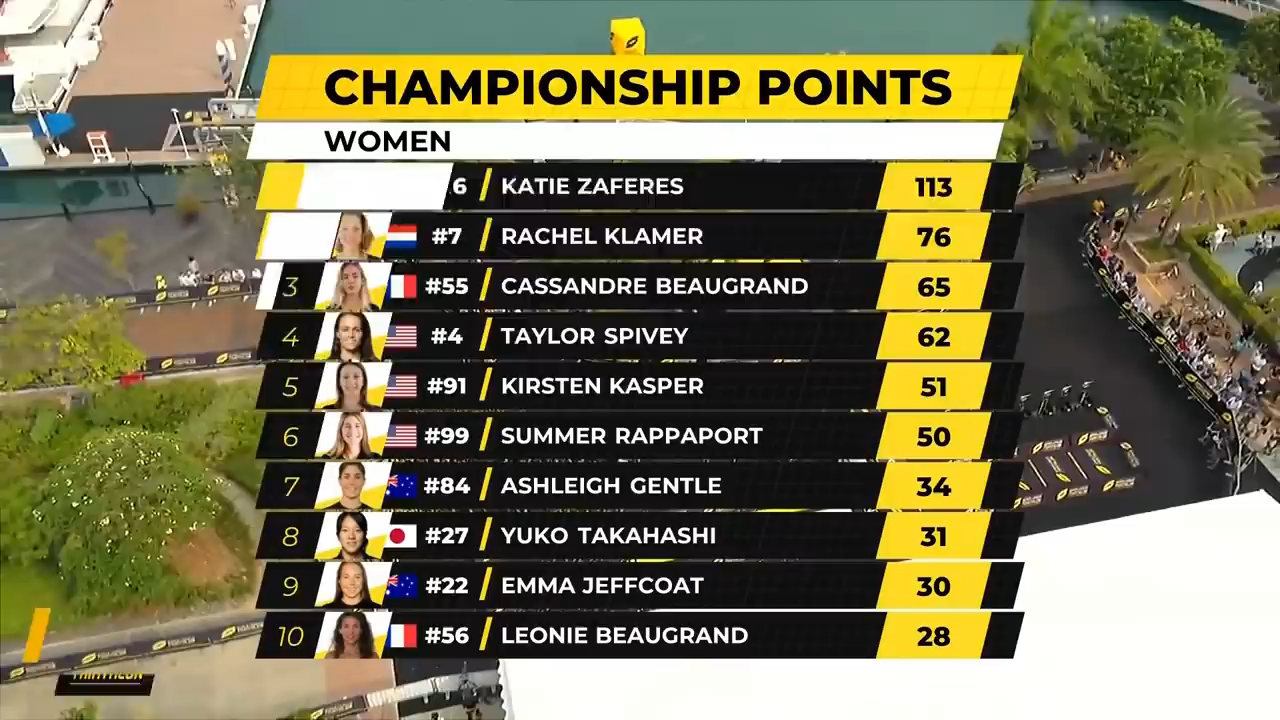 CHAMPIONSHIP POINTS
WOMEN
6 / KATIE ZAFERES 113
#7 / RACHEL KLAMER 76
3 #55 / CASSANDRE BEAUGRAND 65
4 #4 / TAYLOR SPIVEY 62
5 #91 / KIRSTEN KASPER 51
6 #99 / SUMMER RAPPAPORT 50
7 #84 / ASHLEIGH GENTLE 34
8 #27 / YUKO TAKAHASHI 31
9 #22 / EMMA JEFFCOAT 30
10 #56 / LEONIE BEAUGRAND 28